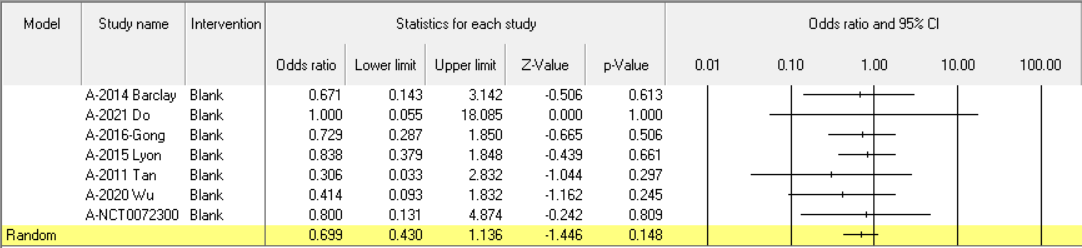 Model Study name Intervention Statistics for each study Odds ratio and 95% CI
Odds ratio Lower limit Upper limit Z-Value p-Value 0.01 0.10 1.00 10.00 100.00
A-2014 Barclay Blank 0.671 0.143 3.142 -0.506 0.613
A-2021 Do Blank 1.000 0.055 18.085 0.000 1.000
A-2016-Gong Blank 0.729 0.287 1.850 -0.665 0.506
A-2015 Lyon Blank 0.838 0.379 1.848 -0.439 0.661
A-2011 Tan Blank 0.306 0.033 2.832 -1.044 0.297
A-2020 Wu Blank 0.414 0.093 1.832 -1.162 0.245
A-NCT0072300 Blank 0.800 0.131 4.874 -0.242 0.809
Random 0.699 0.430 1.136 -1.446 0.148